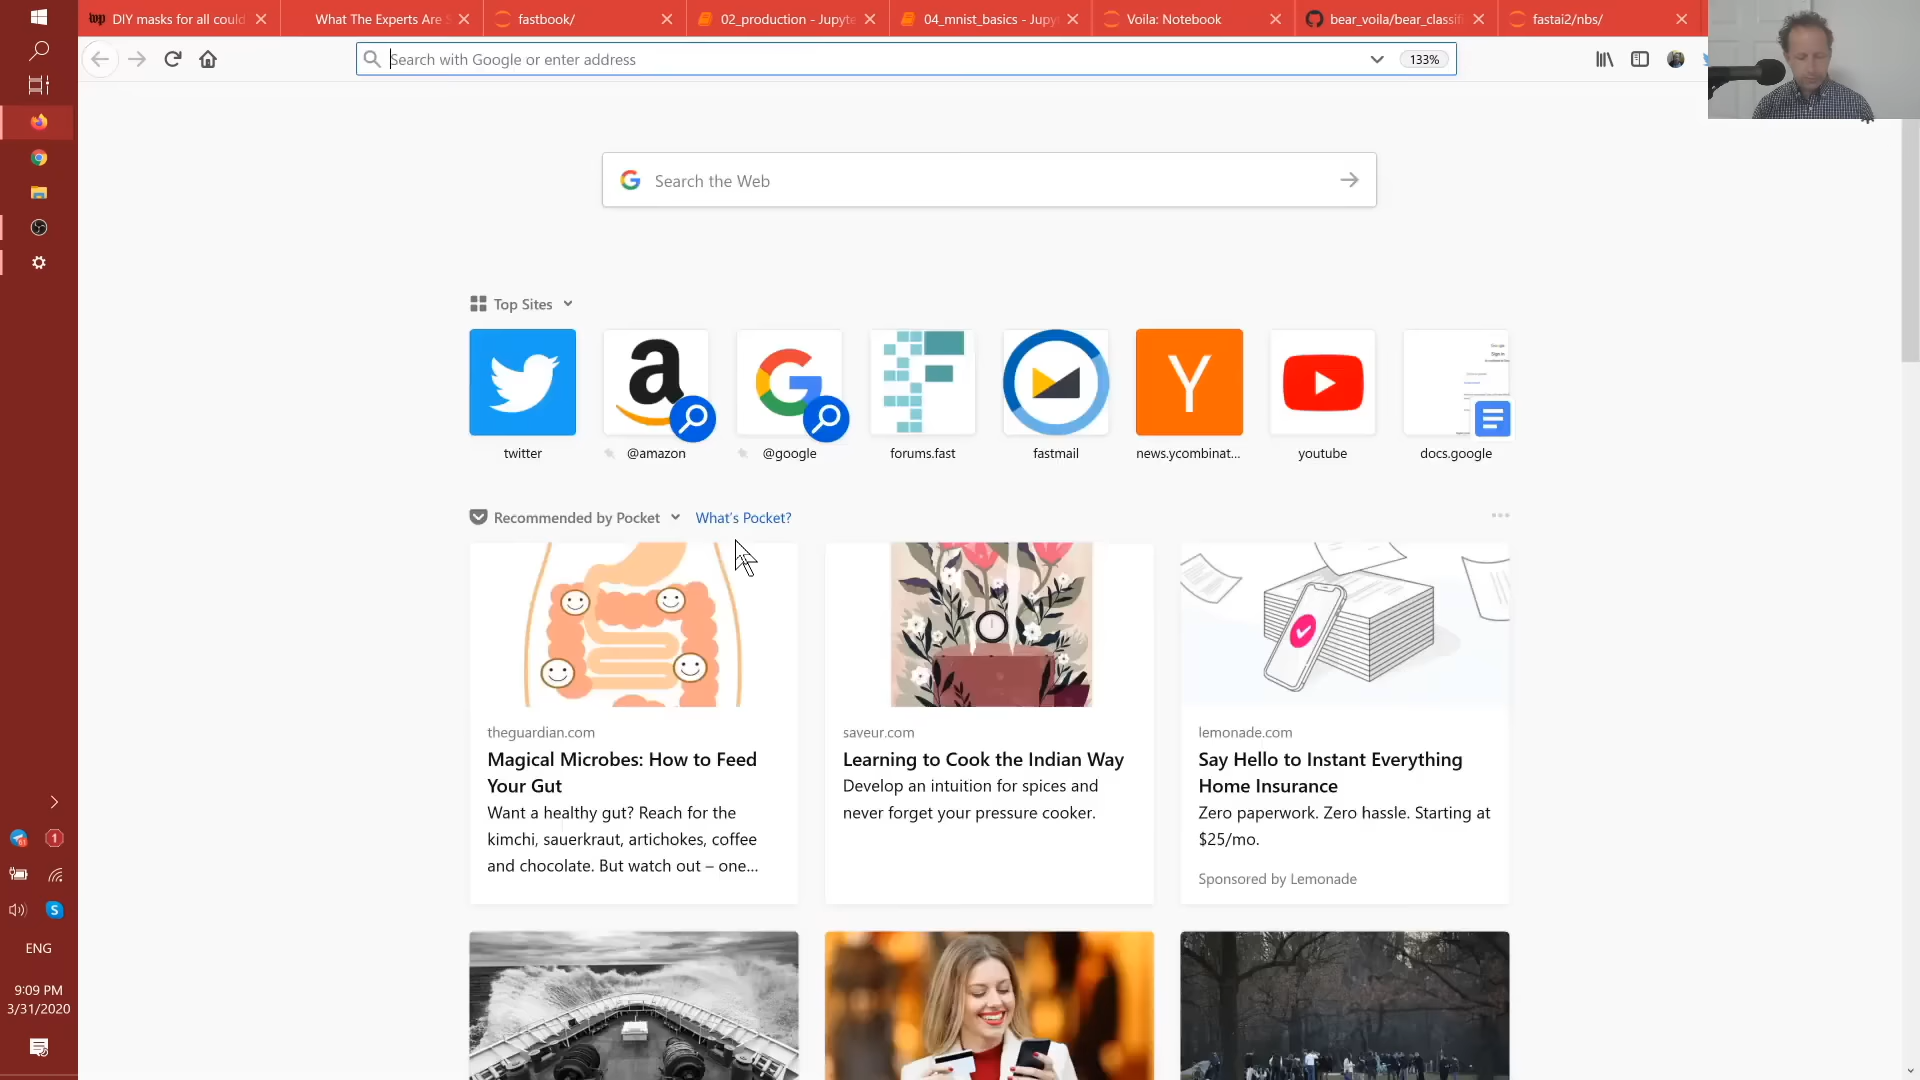 DIY masks for all could
What The Experts Are S
fastbook/
02_production - Jupyte
04_mnist_basics - Jupy
Voila: Notebook
bear_voila/bear_classifi
fastai2/nbs/
Search with Google or enter address
133%
Search the Web
Top Sites
twitter
@amazon
@google
forums.fast
fastmail
news.ycombinat...
youtube
docs.google
Recommended by Pocket
What's Pocket?
theguardian.com
Magical Microbes: How to Feed
Your Gut
Want a healthy gut? Reach for the
kimchi, sauerkraut, artichokes, coffee
and chocolate. But watch out – one...
saveur.com
Learning to Cook the Indian Way
Develop an intuition for spices and
never forget your pressure cooker.
lemonade.com
Say Hello to Instant Everything
Home Insurance
Zero paperwork. Zero hassle. Starting at
$25/mo.
Sponsored by Lemonade
1
ENG
9:09 PM
3/31/2020